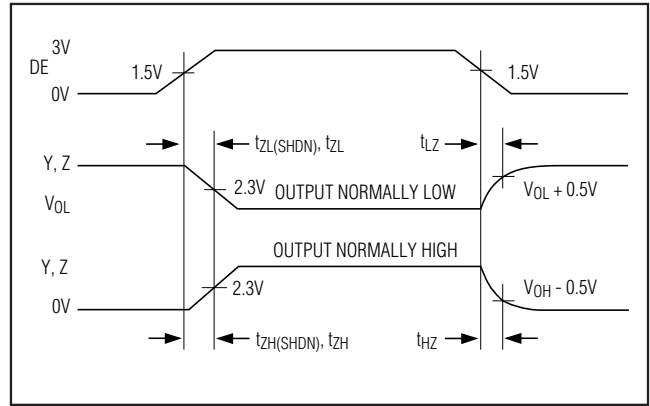 3V
DE
1.5V
1.5V
0V
tZL(SHDN), tZL
tLZ
Y, Z
2.3V
OUTPUT NORMALLY LOW
VOL + 0.5V
VOL
OUTPUT NORMALLY HIGH
Y, Z
2.3V
VOH - 0.5V
0V
tZH(SHDN), tZH
tHZ